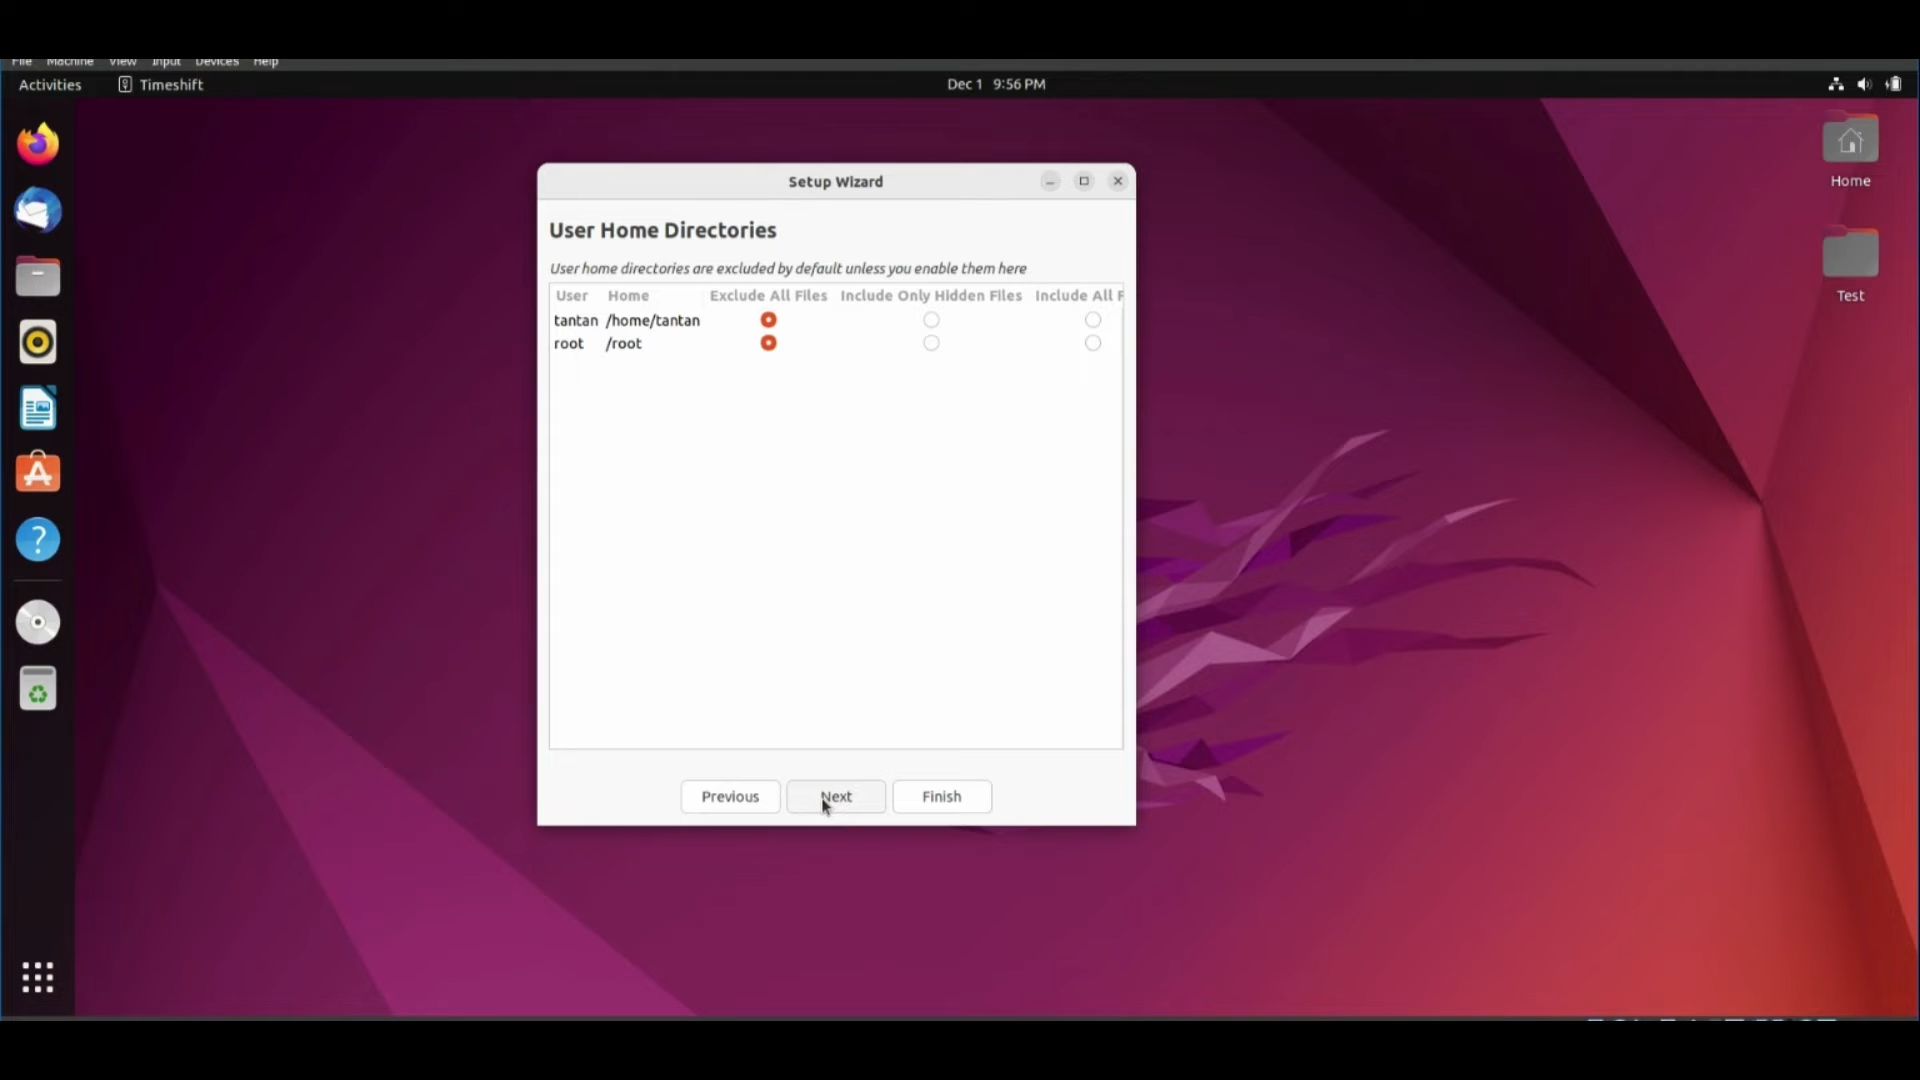 File Machine View Input Devices Help
Activities Timeshift Dec 1 9:56 PM
Home
Test
Setup Wizard
User Home Directories
User home directories are excluded by default unless you enable them here
User Home Exclude All Files Include Only Hidden Files Include All F
tantan /home/tantan
root /root
Previous Next Finish